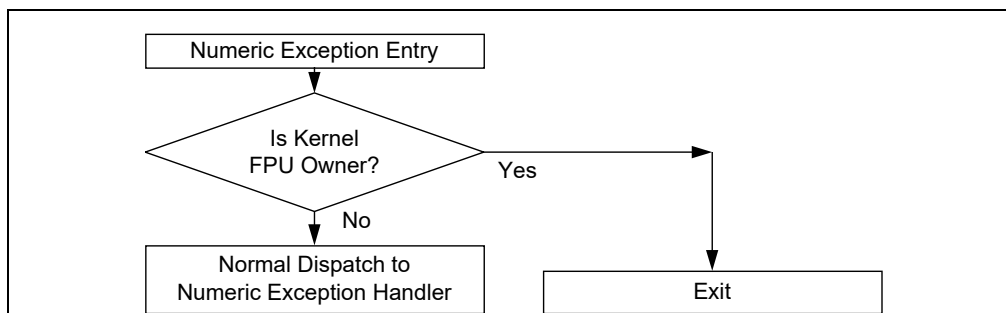 Numeric Exception Entry
Is Kernel
FPU Owner?
Yes
No
Normal Dispatch to
Numeric Exception Handler
Exit